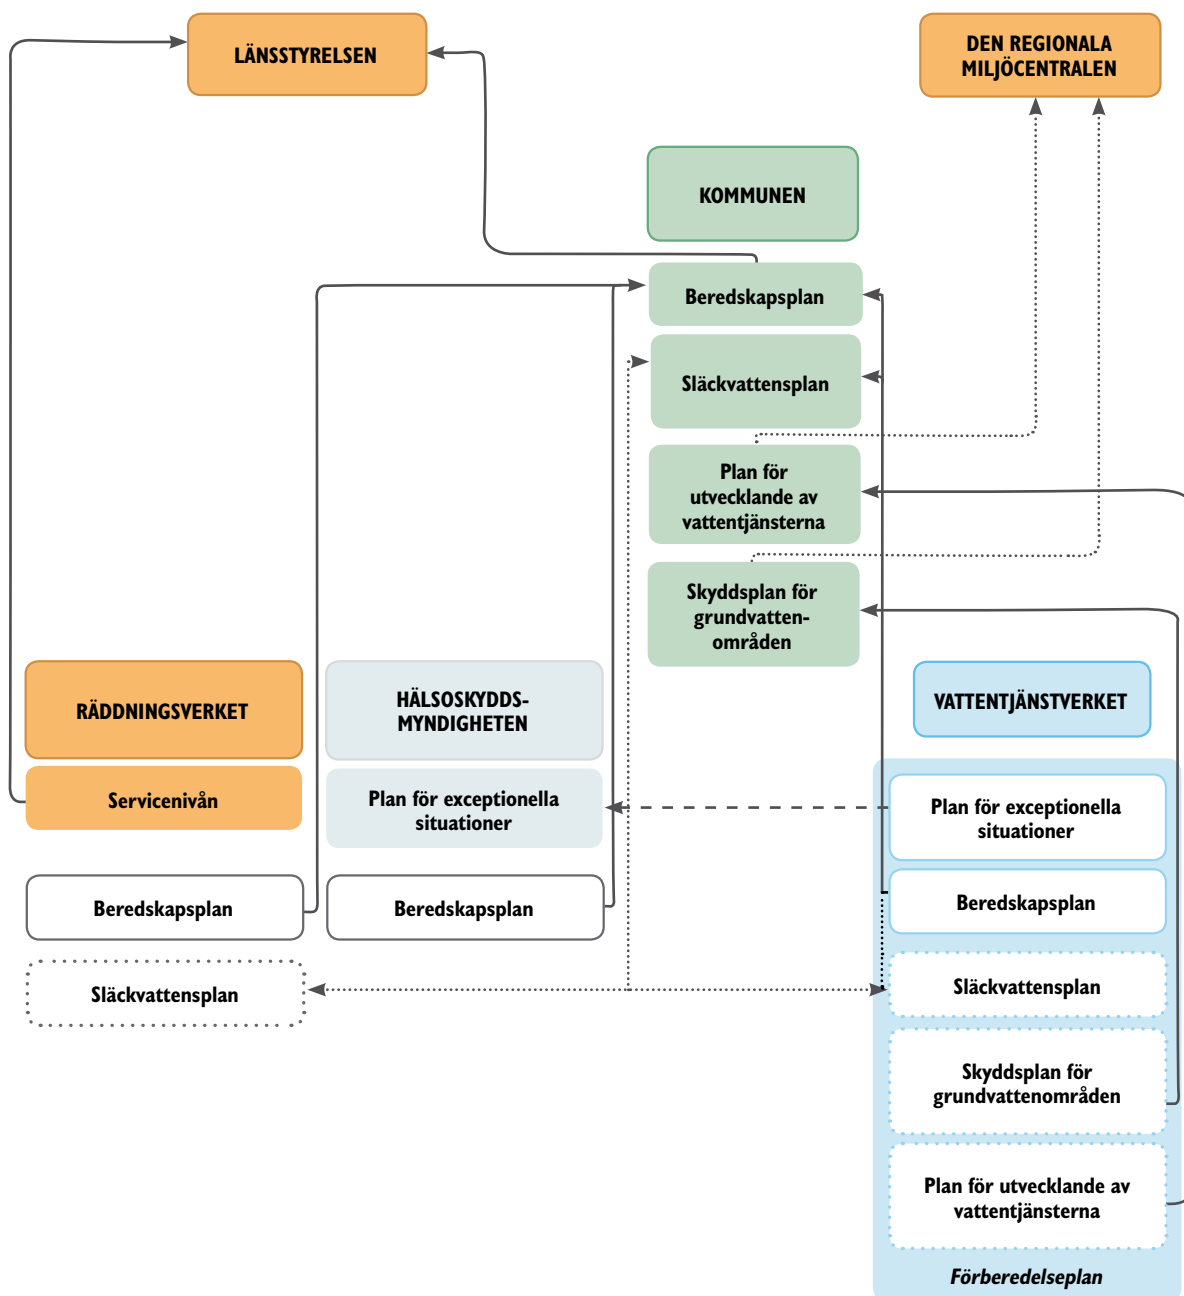 LÄNSSTYRELSEN
DEN REGIONALA
MILJÖCENTRALEN
KOMMUNEN
Beredskapsplan
Släckvattensplan
Plan för
utvecklande av
vattentjänsterna
Skyddsplan för
grundvatten-
områden
RÄDDNINGSVERKET
Servicenivån
Beredskapsplan
Släckvattensplan
HÄLSOSKYDDS-
MYNDIGHETEN
Plan för exceptionella
situationer
Beredskapsplan
VATTENTJÄNSTVERKET
Plan för exceptionella
situationer
Beredskapsplan
Släckvattensplan
Skyddsplan för
grundvattenområden
Plan för utvecklande av
vattentjänsterna
Förberedelseplan